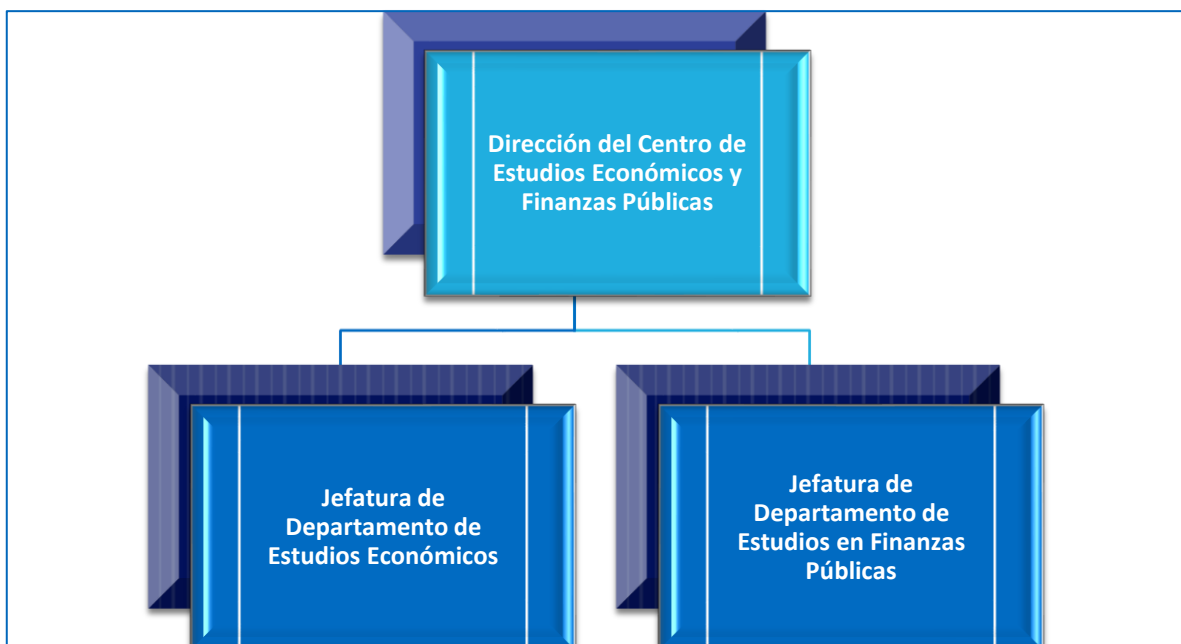 Dirección del Centro de
Estudios Económicos y
Finanzas Públicas
Jefatura de
Departamento de
Estudios Económicos
Jefatura de
Departamento de
Estudios en Finanzas
Públicas